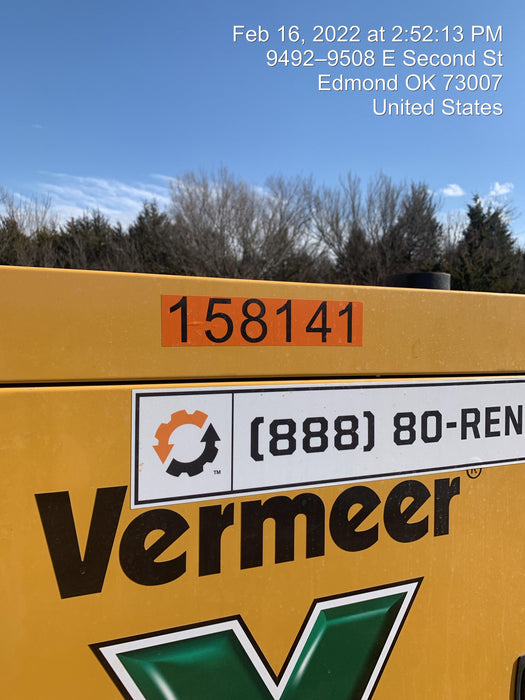 Feb 16, 2022 at 2:52:13 PM
9492–9508 E Second St
Edmond OK 73007
United States
158141
(888) 80-REN
TM
Vermeer®